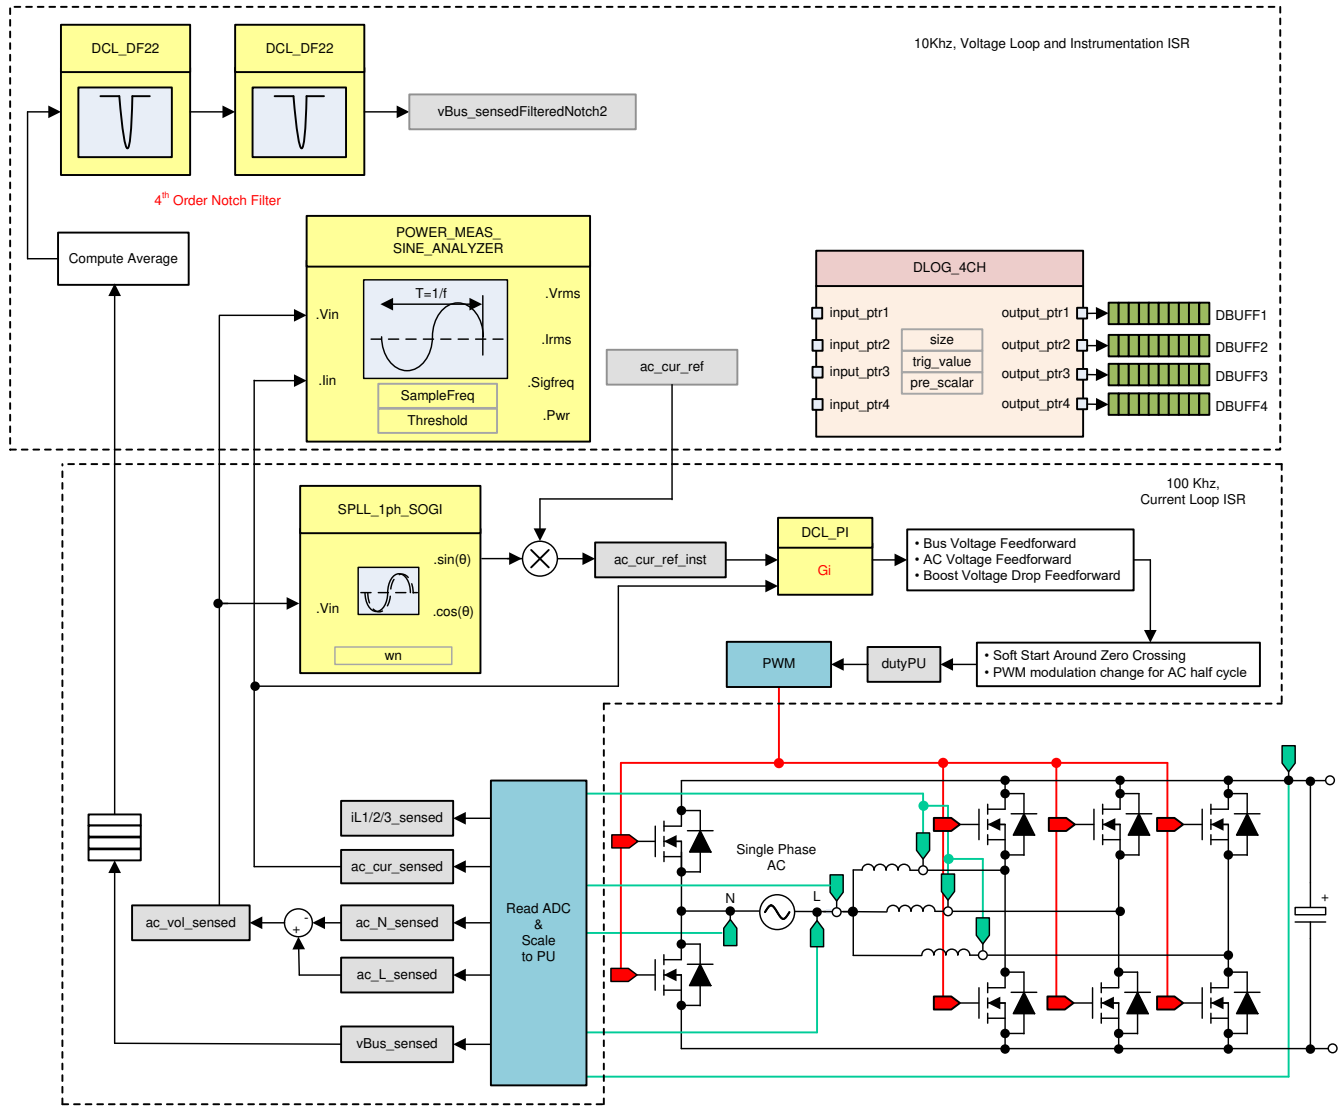 DCL_DF22
DCL_DF22
10Khz, Voltage Loop and Instrumentation ISR
vBus_sensedFilteredNotch2
4th Order Notch Filter
Compute Average
POWER_MEAS_
SINE_ANALYZER
T=1/f
.Vin
.Iin
.Vrms
.Irms
.Sigfreq
.Pwr
SampleFreq
Threshold
ac_cur_ref
DLOG_4CH
input_ptr1
input_ptr2
input_ptr3
input_ptr4
size
trig_value
pre_scalar
output_ptr1
output_ptr2
output_ptr3
output_ptr4
DBUFF1
DBUFF2
DBUFF3
DBUFF4
100 Khz,
Current Loop ISR
SPLL_1ph_SOGI
.sin(θ)
.Vin
.cos(θ)
wn
ac_cur_ref_inst
DCL_PI
Gi
• Bus Voltage Feedforward
• AC Voltage Feedforward
• Boost Voltage Drop Feedforward
• Soft Start Around Zero Crossing
• PWM modulation change for AC half cycle
dutyPU
PWM
iL1/2/3_sensed
ac_cur_sensed
ac_vol_sensed
-
+
ac_N_sensed
ac_L_sensed
vBus_sensed
Read ADC
&
Scale
to PU
Single Phase
AC
N
L
+